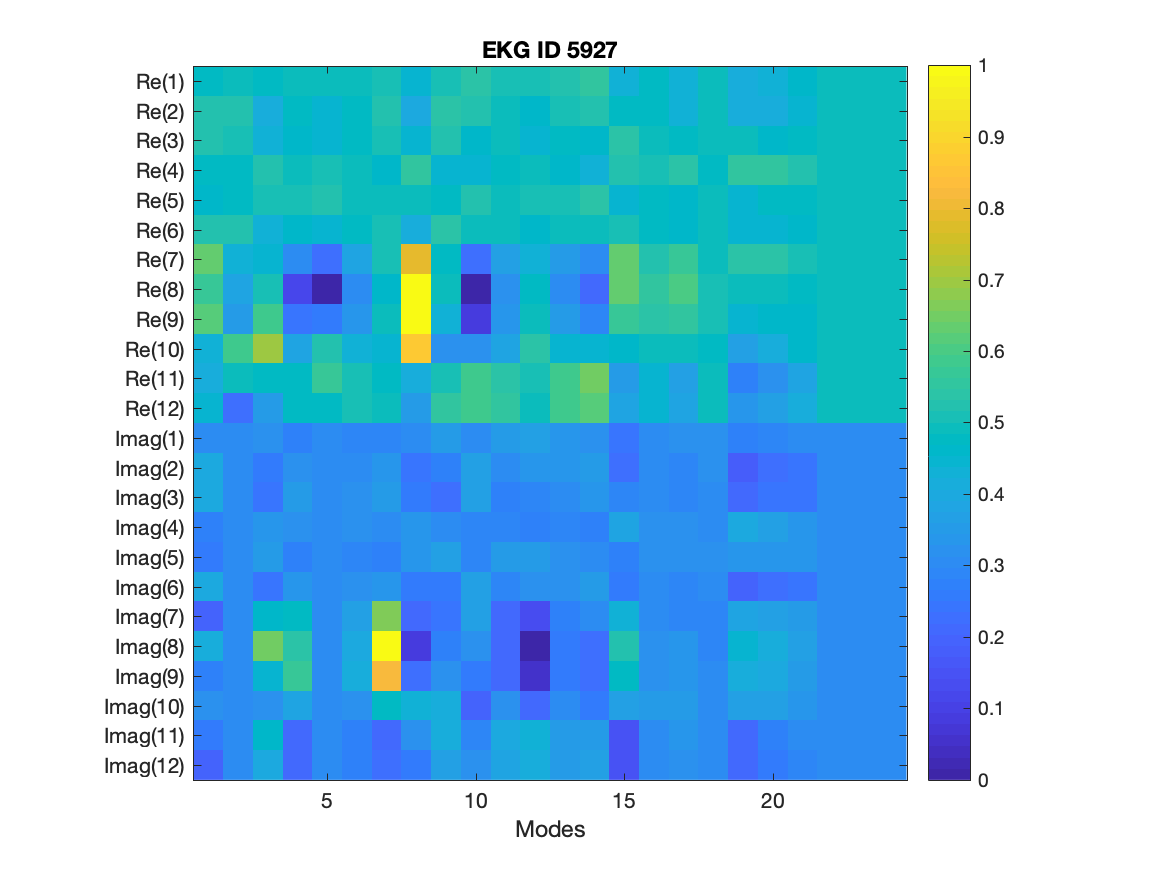 EKG ID 5927
Re(1)
Re(2)
Re(3)
Re(4)
Re(5)
Re(6)
Re(7)
Re(8)
Re(9)
Re(10)
Re(11)
Re(12)
Imag(1)
Imag(2)
Imag(3)
Imag(4)
Imag(5)
Imag(6)
Imag(7)
Imag(8)
Imag(9)
Imag(10)
Imag(11)
Imag(12)
5 10 15 20
Modes
1
0.9
0.8
0.7
0.6
0.5
0.4
0.3
0.2
0.1
0